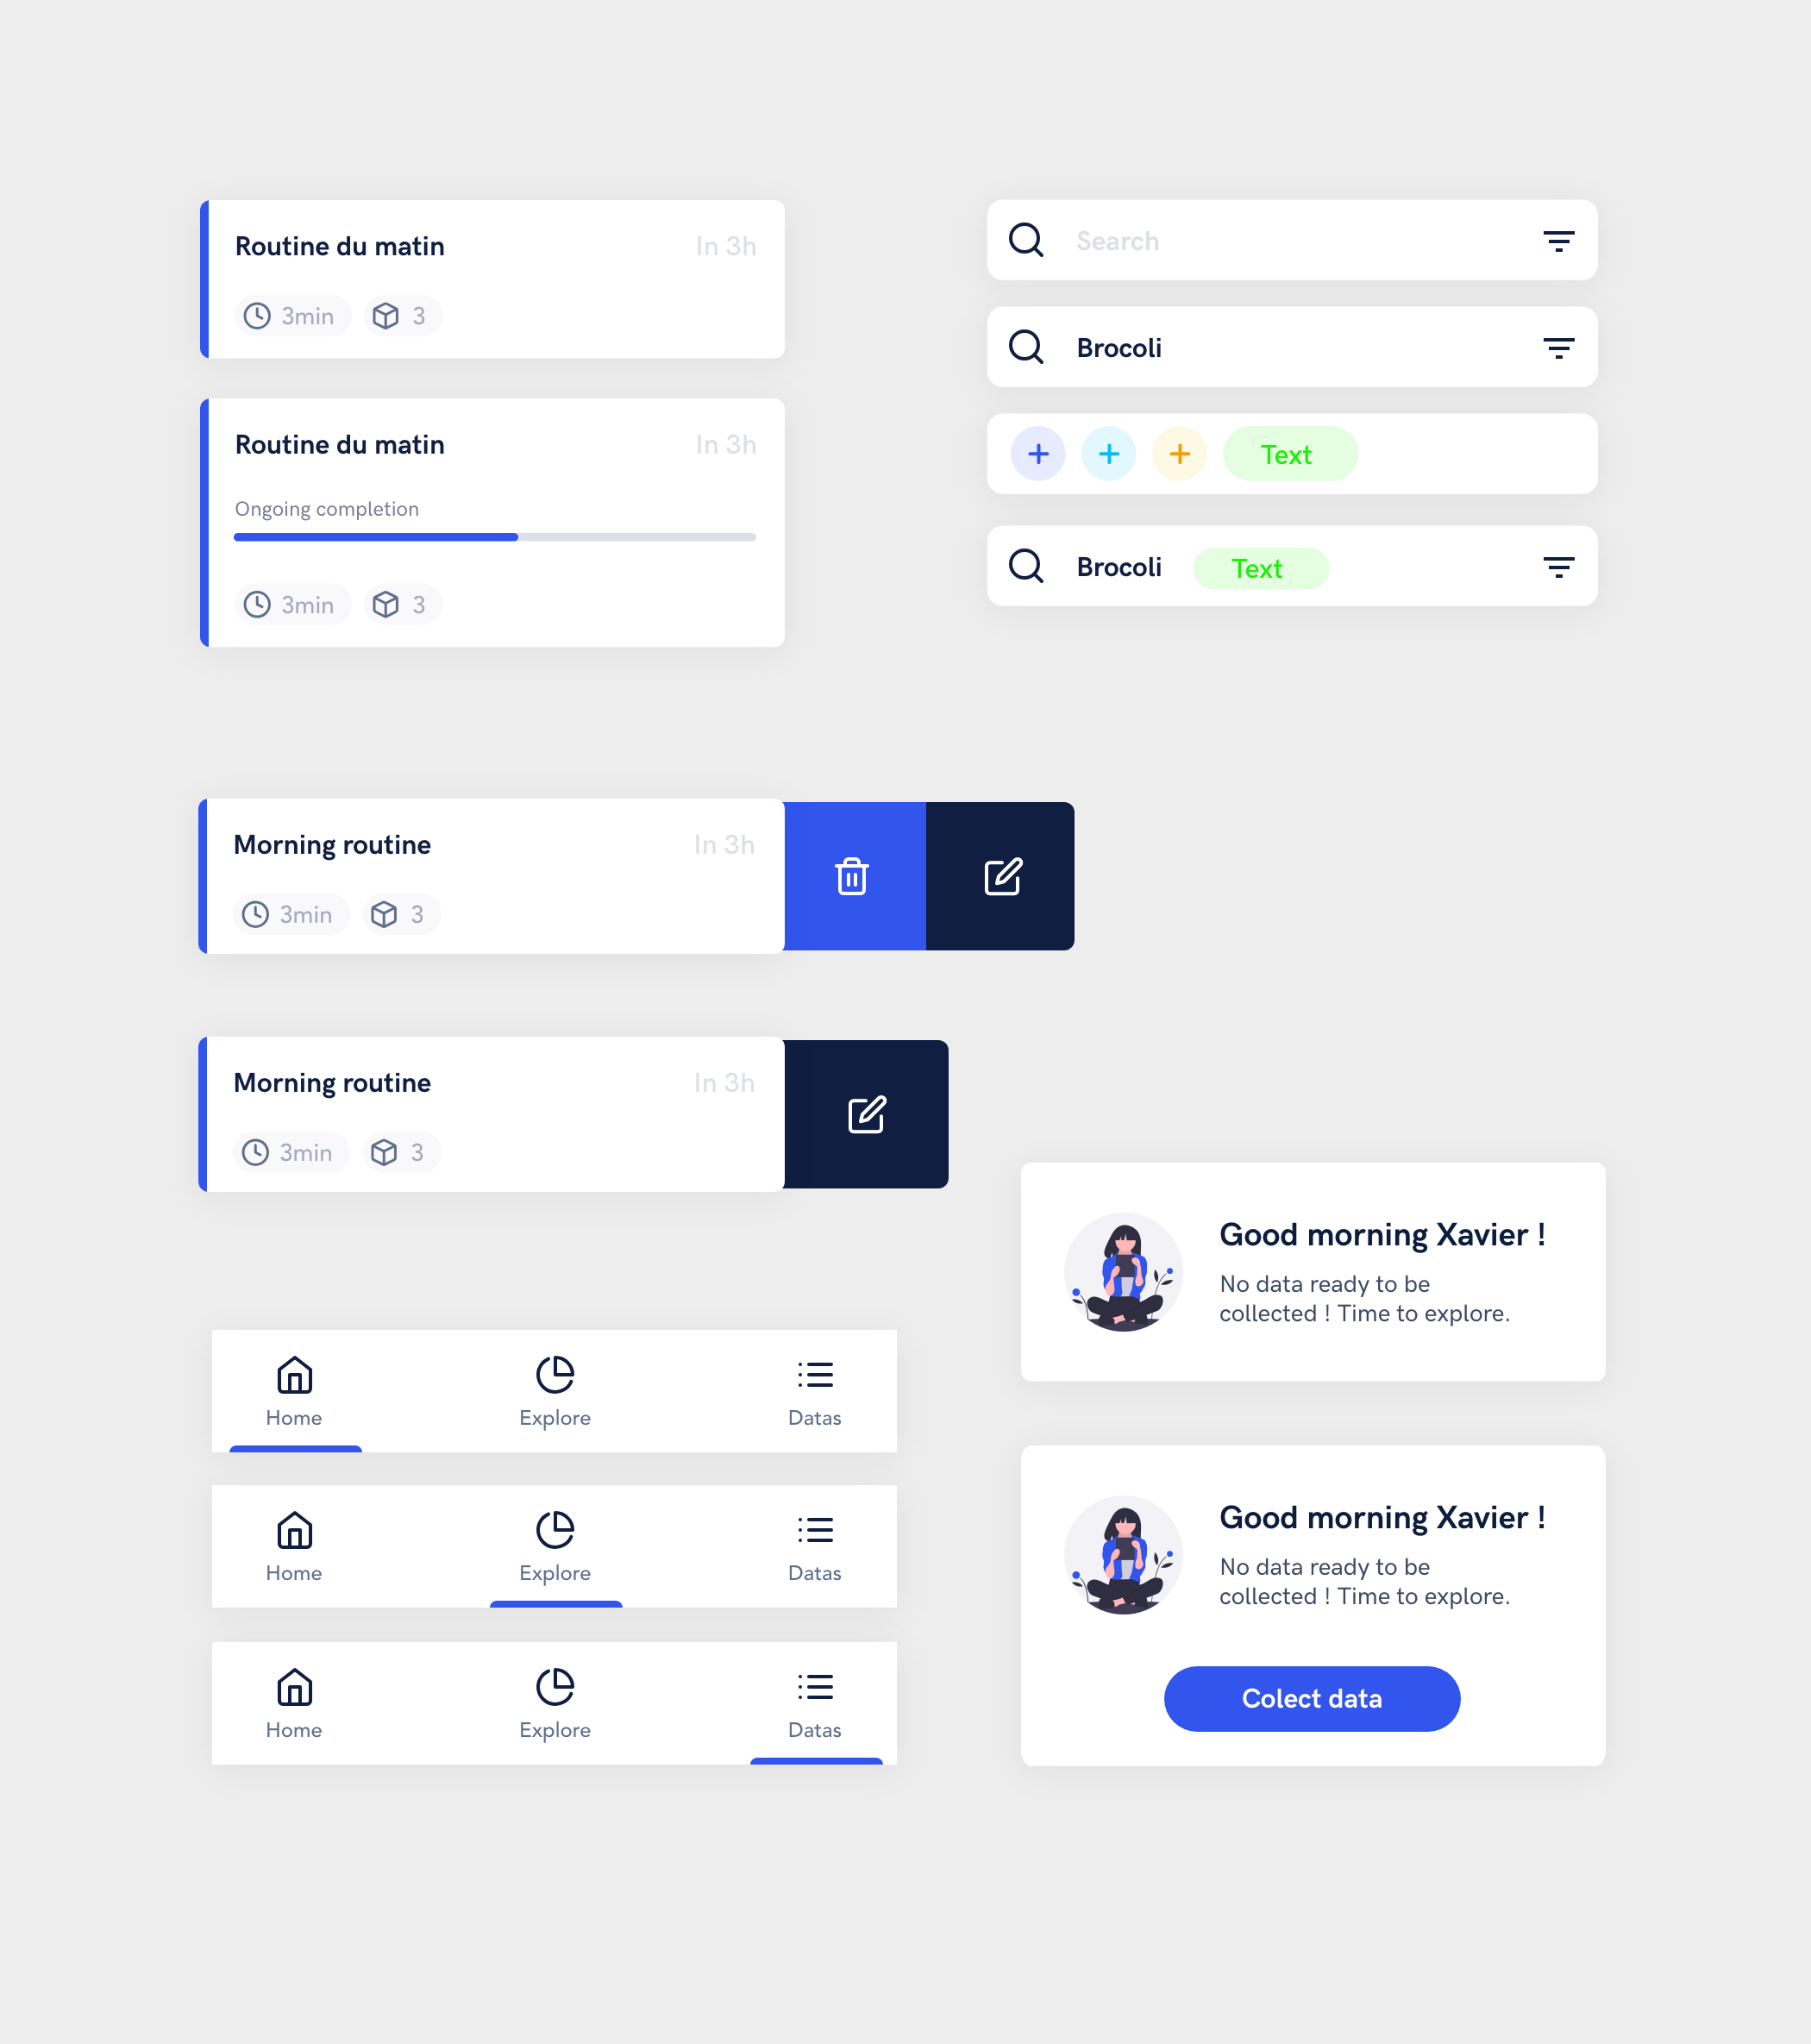 Routine du matin
In 3h
3min
3
Routine du matin
In 3h
Ongoing completion
3min
3
Search
Brocoli
Text
Brocoli
Text
Morning routine
In 3h
3min
3
Morning routine
In 3h
3min
3
Home
Explore
Datas
Home
Explore
Datas
Home
Explore
Datas
Good morning Xavier !
No data ready to be
collected ! Time to explore.
Good morning Xavier !
No data ready to be
collected ! Time to explore.
Colect data